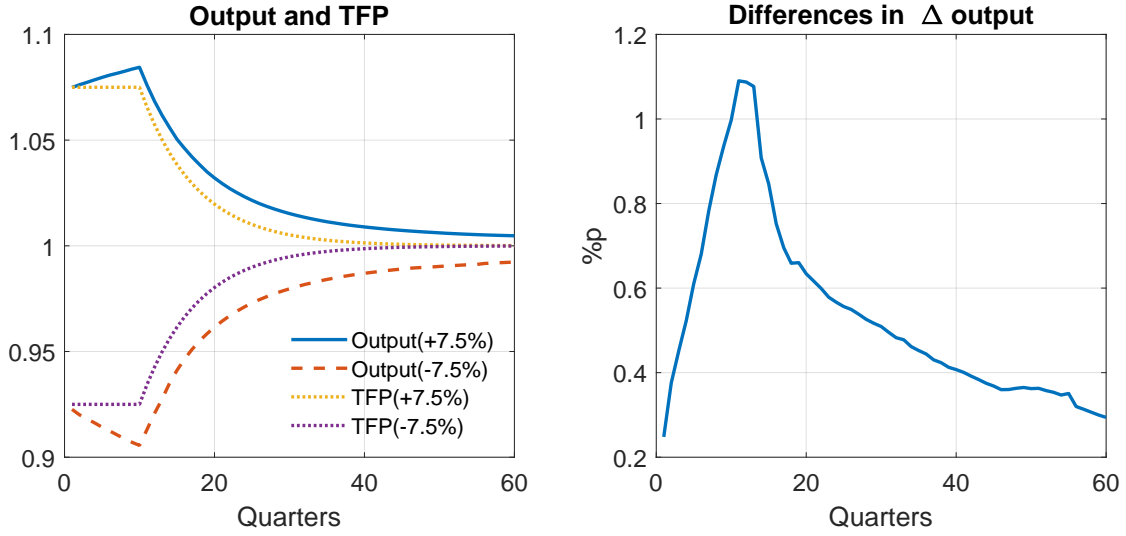 Output and TFP
1.1
1.05
1
0.95
0.9
0
20
40
60
Quarters
Output(+7.5%)
Output(-7.5%)
TFP(+7.5%)
TFP(-7.5%)
Differences in Δ output
1.2
1
0.8
0.6
0.4
0.2
%p
0
20
40
60
Quarters